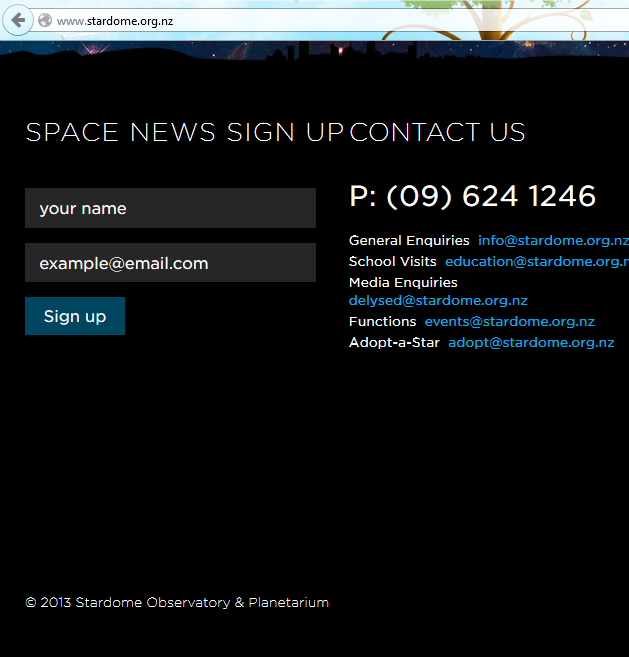 www.stardome.org.nz
SPACE NEWS SIGN UP
your name
example@email.com
Sign up
CONTACT US
P: (09) 624 1246
General Enquiries info@stardome.org.nz
School Visits education@stardome.org.n
Media Enquiries
delysed@stardome.org.nz
Functions events@stardome.org.nz
Adopt-a-Star adopt@stardome.org.nz
© 2013 Stardome Observatory & Planetarium